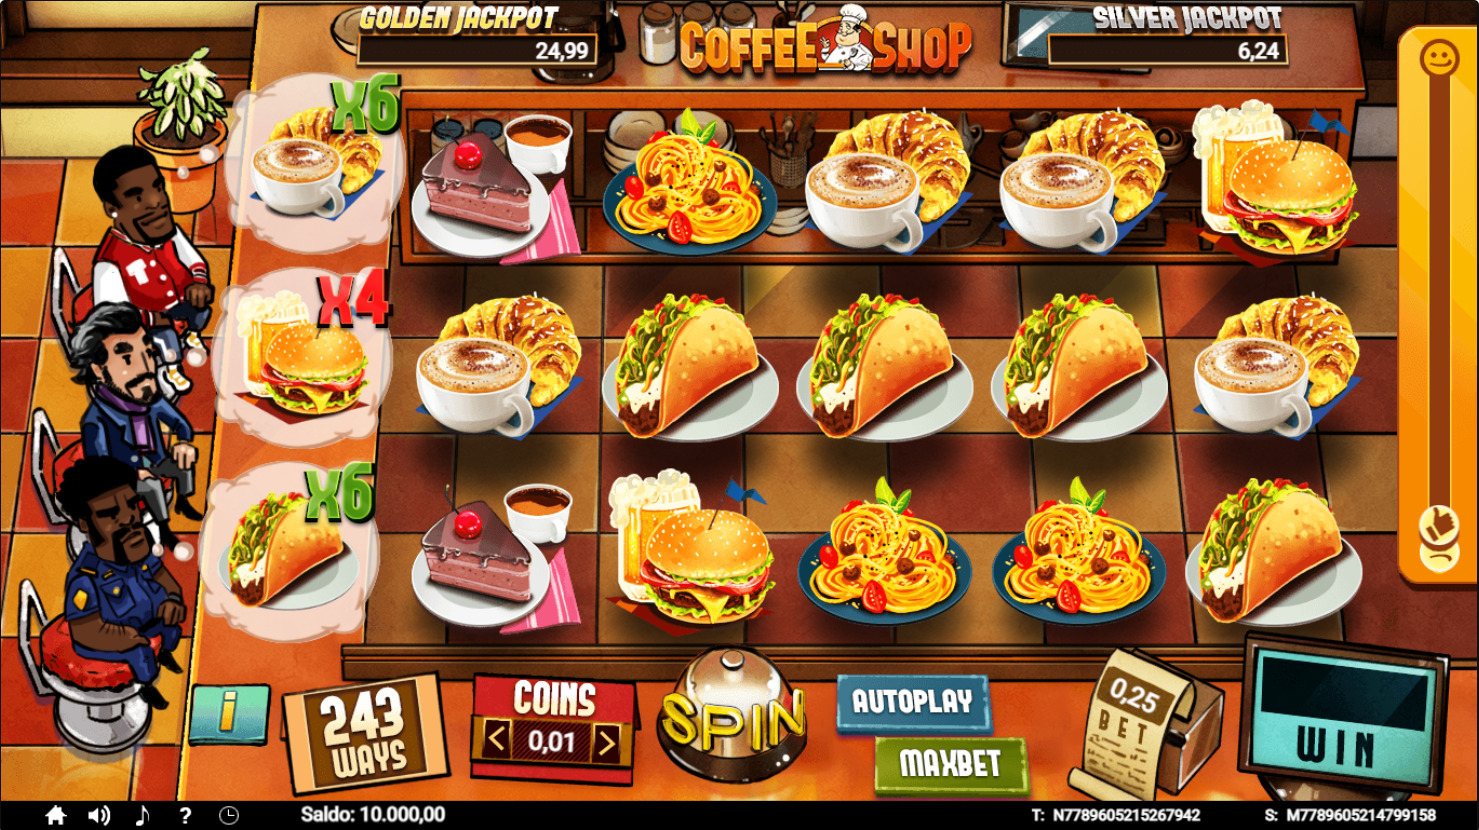 GOLDEN JACKPOT
24,99
COFFEE SHOP
SILVER JACKPOT
6,24
X6
X4
X6
T
i
243
WAYS
COINS
< 0,01 >
SPIN
AUTOPLAY
MAXBET
0,25
BET
WIN
? Saldo: 10.000,00 T: N7789605215267942 S: M7789605214799158